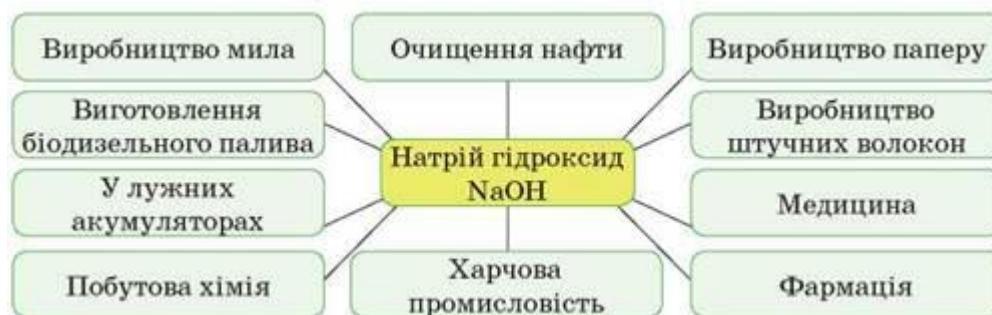 Виробництво мила
Очищення нафти
Виробництво паперу
Виготовлення
біодизельного палива
Виробництво
штучних волокон
Натрій гідроксид
NaOH
У лужних
акумуляторах
Медицина
Побутова хімія
Харчова
промисловість
Фармація